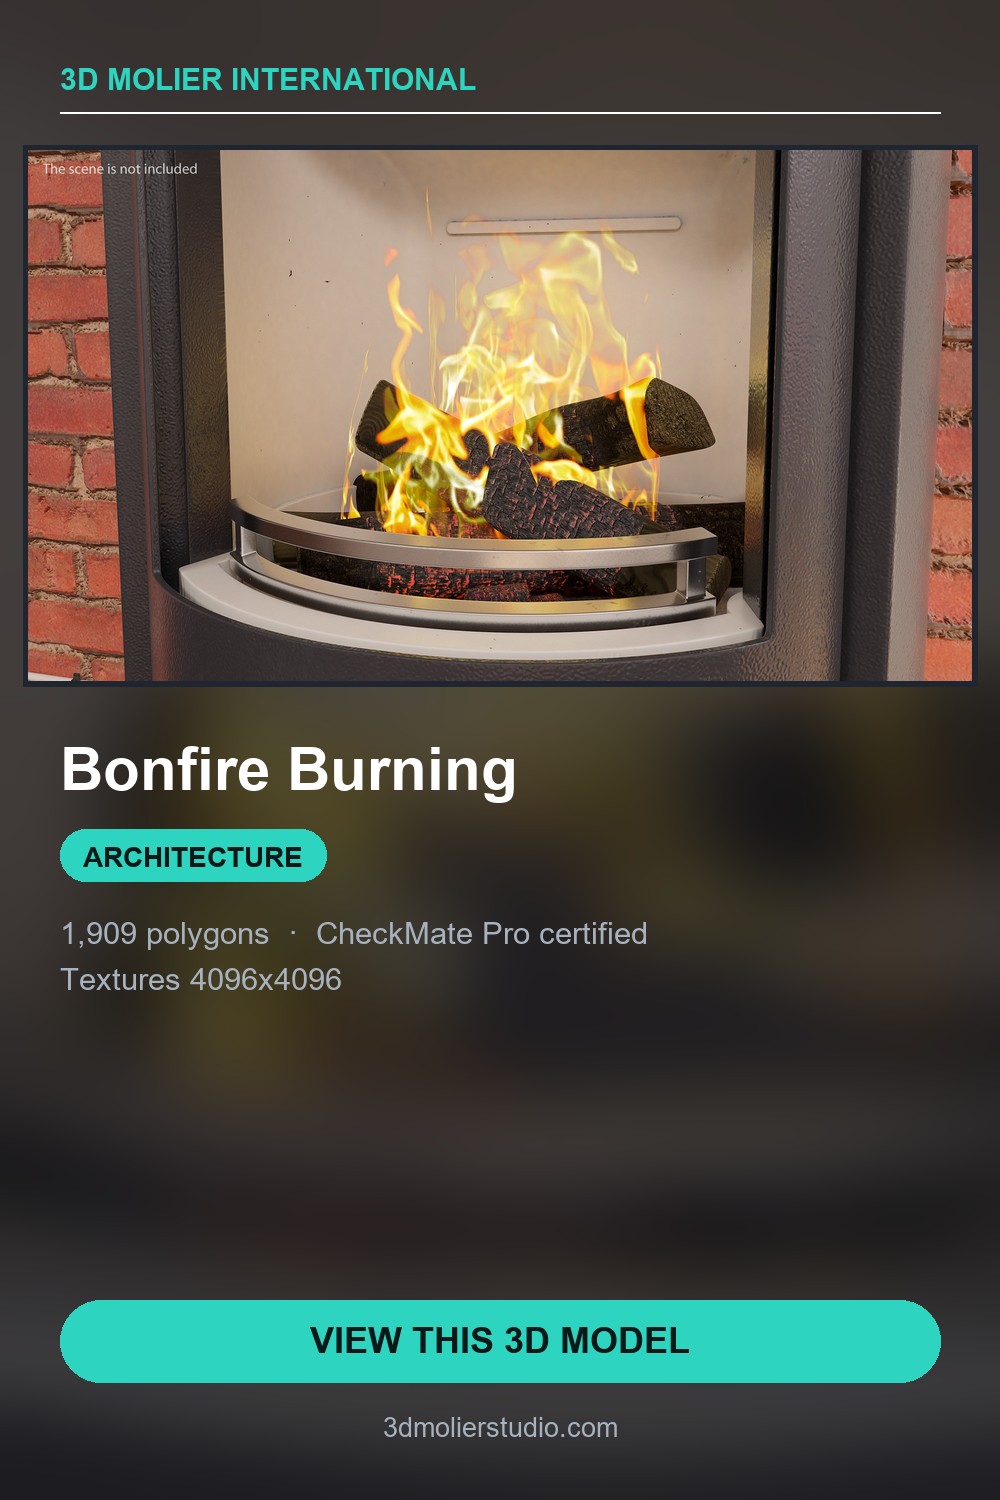 3D MOLIER INTERNATIONAL
The scene is not included
Bonfire Burning
ARCHITECTURE
1,909 polygons · CheckMate Pro certified
Textures 4096x4096
VIEW THIS 3D MODEL
3dmolierstudio.com